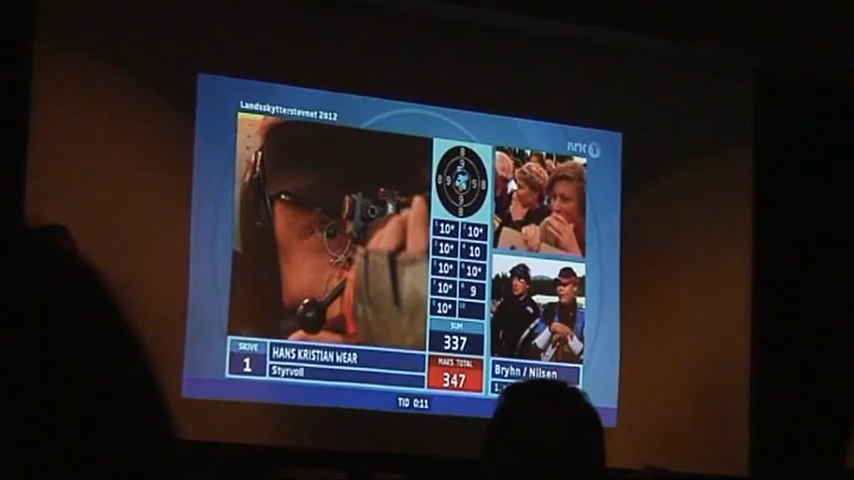 Landsskytterstevnet 2012
NRK 1
10* 10*
10* 10
10* 10*
10* 9
10*
SUM
337
MAKS. TOTAL
347
SKIVE
1
HANS KRISTIAN WEAR
Styrvoll
Bryhn / Nilsen
TID 0:11